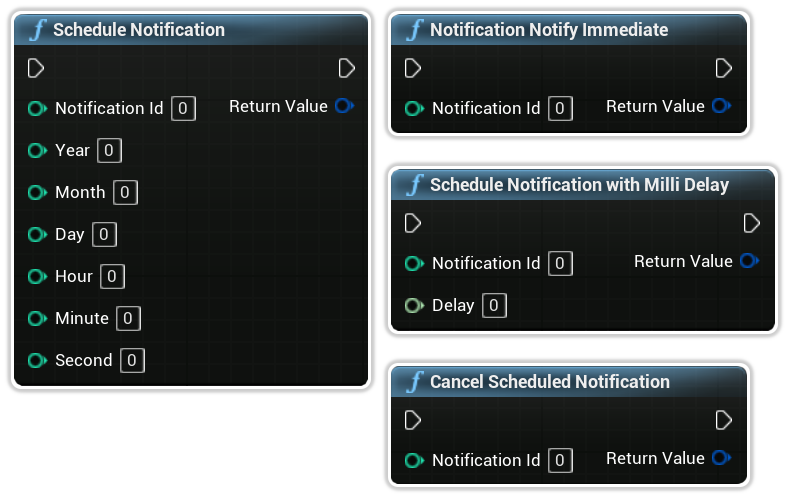 Schedule Notification
Notification Id 0 Return Value
Year 0
Month 0
Day 0
Hour 0
Minute 0
Second 0
Notification Notify Immediate
Notification Id 0 Return Value
Schedule Notification with Milli Delay
Notification Id 0 Return Value
Delay 0
Cancel Scheduled Notification
Notification Id 0 Return Value